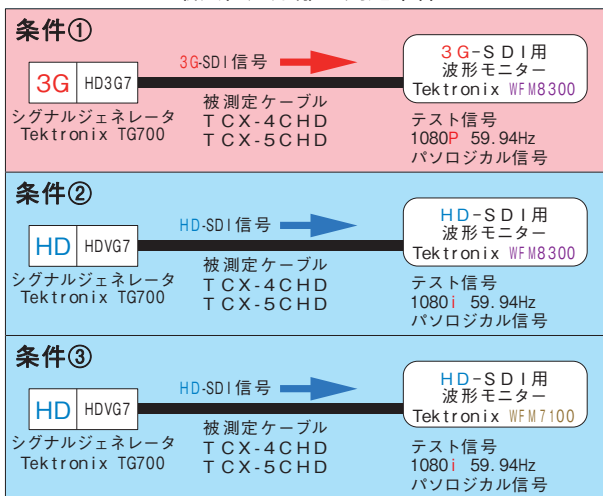 条件①
3G HD3G7
シグナルジェネレータ
Tektronix TG700
3G-SDI信号
被測定ケーブル
TCX-4CHD
TCX-5CHD
3G-SDI用
波形モニター
Tektronix WFM8300
テスト信号
1080P 59.94Hz
パソロジカル信号
条件②
HD HDVG7
シグナルジェネレータ
Tektronix TG700
HD-SDI信号
被測定ケーブル
TCX-4CHD
TCX-5CHD
HD-SDI用
波形モニター
Tektronix WFM8300
テスト信号
1080i 59.94Hz
パソロジカル信号
条件③
HD HDVG7
シグナルジェネレータ
Tektronix TG700
HD-SDI信号
被測定ケーブル
TCX-4CHD
TCX-5CHD
HD-SDI用
波形モニター
Tektronix WFM7100
テスト信号
1080i 59.94Hz
パソロジカル信号